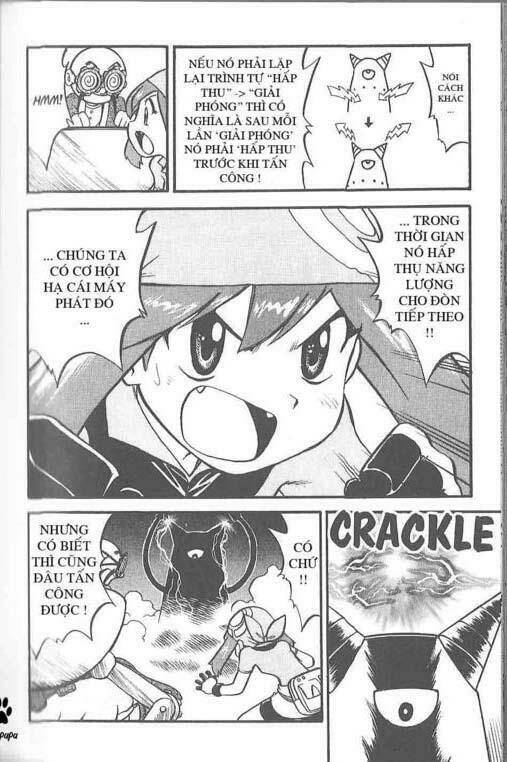 NÓI
CÁCH
KHÁC
...
NẾU NÓ PHẢI LẶP
LẠI TRÌNH TỰ “HẤP
THU” -> “GIẢI
PHÓNG” THÌ CÓ
NGHĨA LÀ SAU MỖI
LẦN ‘GIẢI PHÓNG’
NÓ PHẢI ‘HẤP THU’
TRƯỚC KHI TẤN
CÔNG !
HMM!
... TRONG
THỜI GIAN
NÓ HẤP
THỤ NĂNG
LƯỢNG
CHO ĐÒN
TIẾP THEO
!!
... CHÚNG TA
CÓ CƠ HỘI
HẠ CÁI MÁY
PHÁT ĐÓ
...
CRACKLE
CÓ
CHỨ
!!
NHƯNG
CÓ BIẾT
THÌ CŨNG
ĐÂU TẤN
CÔNG
ĐƯỢC !
papa